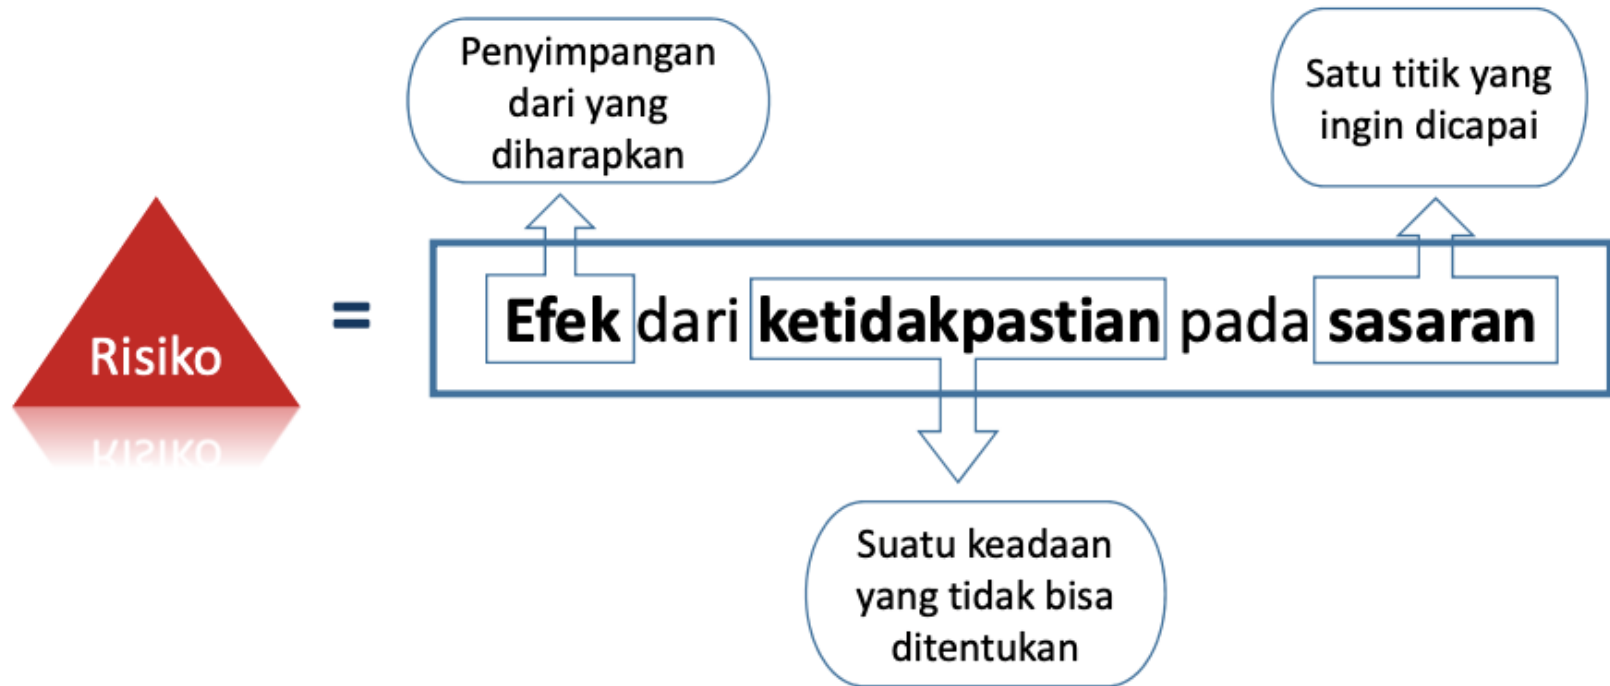 Penyimpangan
dari yang
diharapkan
Satu titik yang
ingin dicapai
Risiko
= Efek dari ketidakpastian pada sasaran
Suatu keadaan
yang tidak bisa
ditentukan